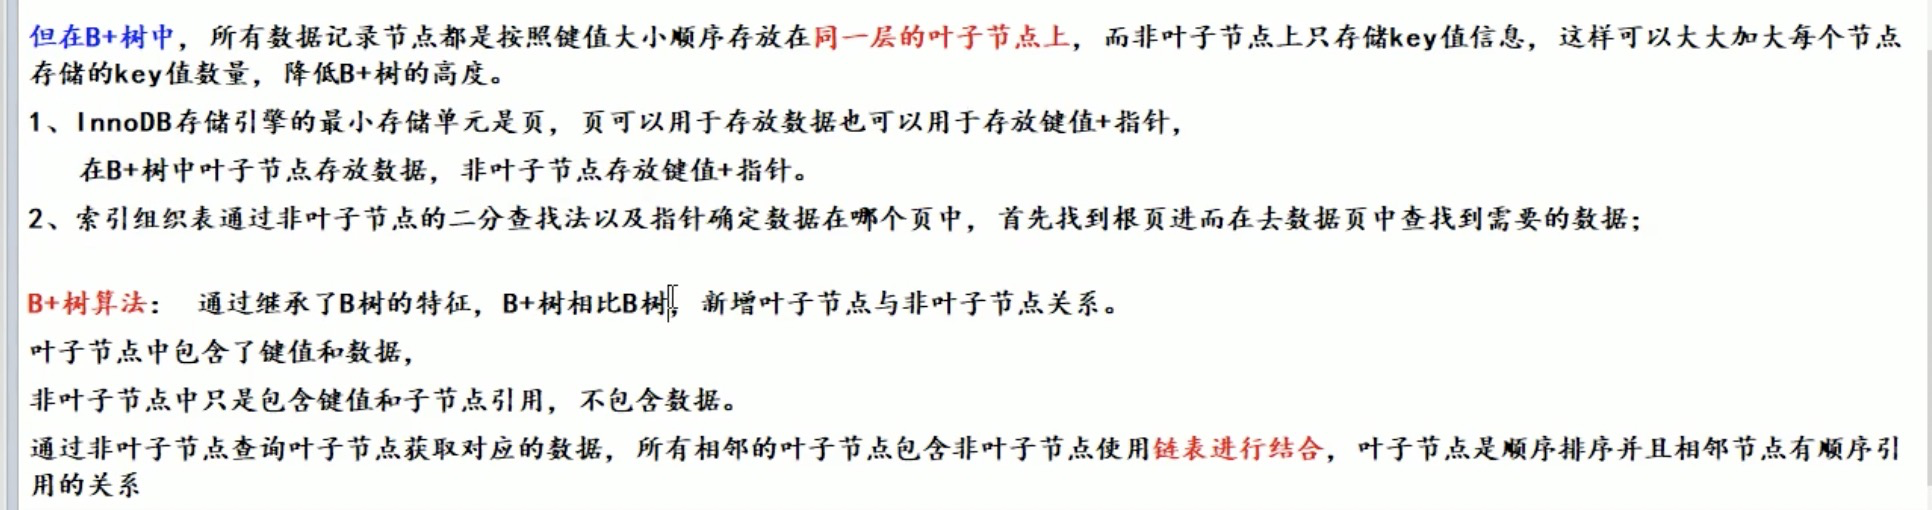 但在B+树中，所有数据记录节点都是按照键值大小顺序存放在同一层的叶子节点上，而非叶子节点上只存储key值信息，这样可以大大加大每个节点
存储的key值数量，降低B+树的高度。
1、InnoDB存储引擎的最小存储单元是页，页可以用于存放数据也可以用于存放键值+指针，
在B+树中叶子节点存放数据，非叶子节点存放键值+指针。
2、索引组织表通过非叶子节点的二分查找法以及指针确定数据在哪个页中，首先找到根页进而在去数据页中查找到需要的数据；
B+树算法： 通过继承了B树的特征，B+树相比B树，新增叶子节点与非叶子节点关系。
叶子节点中包含了键值和数据，
非叶子节点中只是包含键值和子节点引用，不包含数据。
通过非叶子节点查询叶子节点获取对应的数据，所有相邻的叶子节点包含非叶子节点使用链表进行结合，叶子节点是顺序排序并且相邻节点有顺序引
用的关系